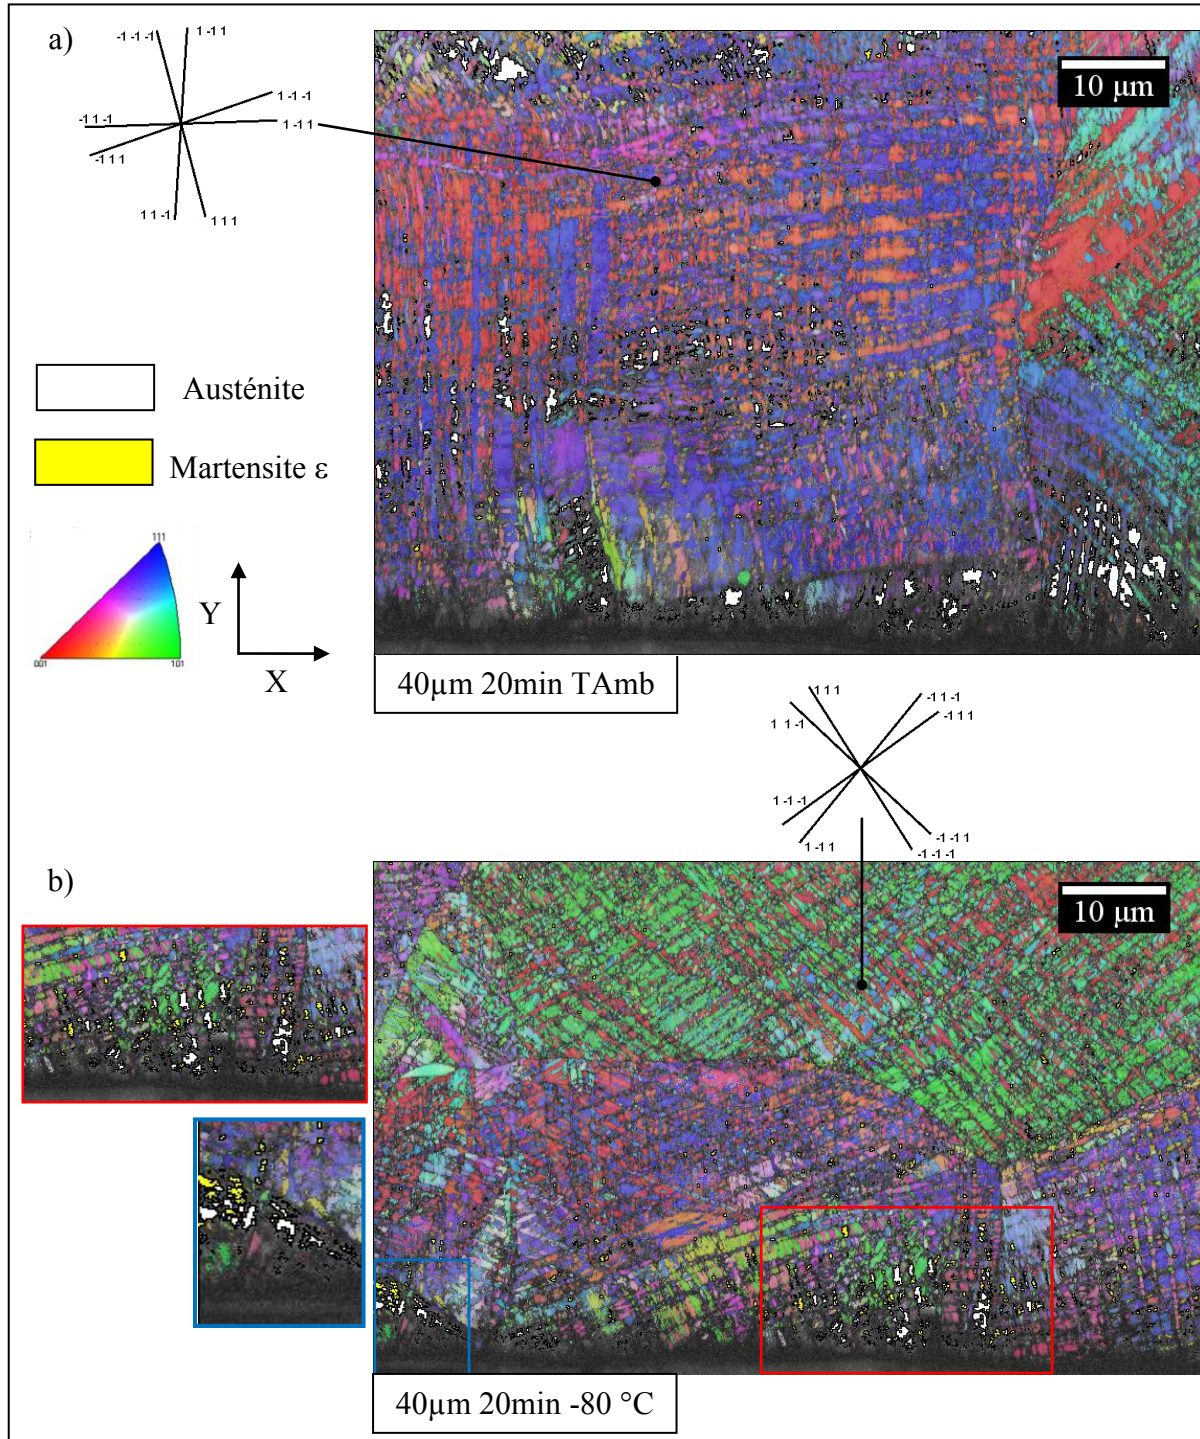 a)
-1 -1 -1
1 -1 1
1 -1 -1
-1 1 -1
1 -1 1
-1 1 1
1 1 -1
1 1 1
10 µm
Austénite
Martensite ε
111
001
101
Y
X
40µm 20min TAmb
1 1 1
-1 1 -1
-1 1 1
1 1 -1
1 -1 -1
1 -1 1
-1 -1 1
-1 -1 -1
b)
10 µm
40µm 20min -80 °C